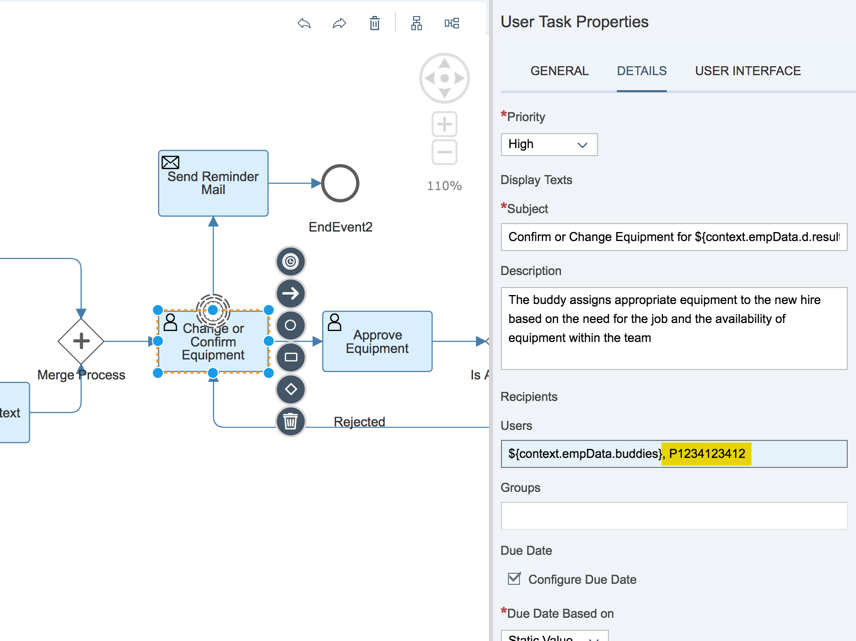 User Task Properties
GENERAL DETAILS USER INTERFACE
*Priority
High
Display Texts
*Subject
Confirm or Change Equipment for ${context.empData.d.result
Description
The buddy assigns appropriate equipment to the new hire
based on the need for the job and the availability of
equipment within the team
Recipients
Users
${context.empData.buddies}, P1234123412
Groups
Due Date
Configure Due Date
*Due Date Based on
Static Value
110%
Send Reminder
Mail
EndEvent2
Change or
Confirm
Equipment
Approve
Equipment
Merge Process
Is A
text
Rejected